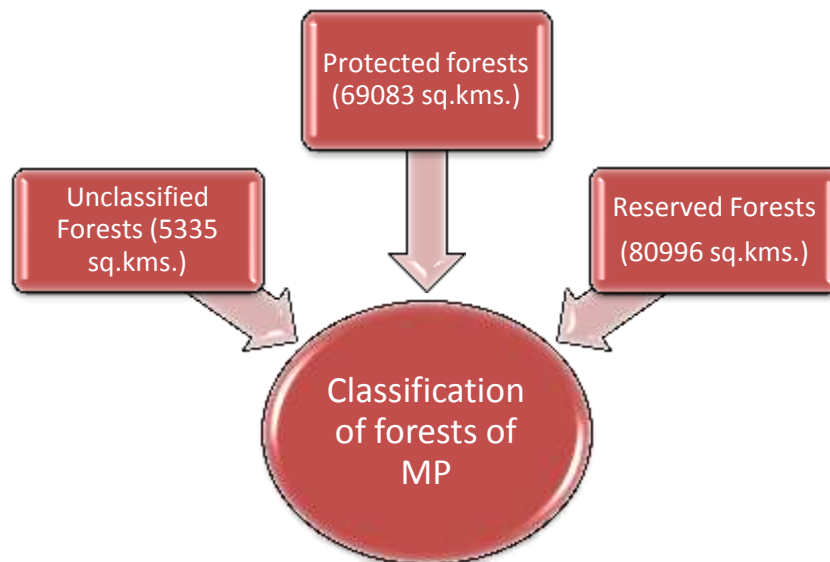 Protected forests
(69083 sq.kms.)
Unclassified
Forests (5335
sq.kms.)
Reserved Forests
(80996 sq.kms.)
Classification
of forests of
MP